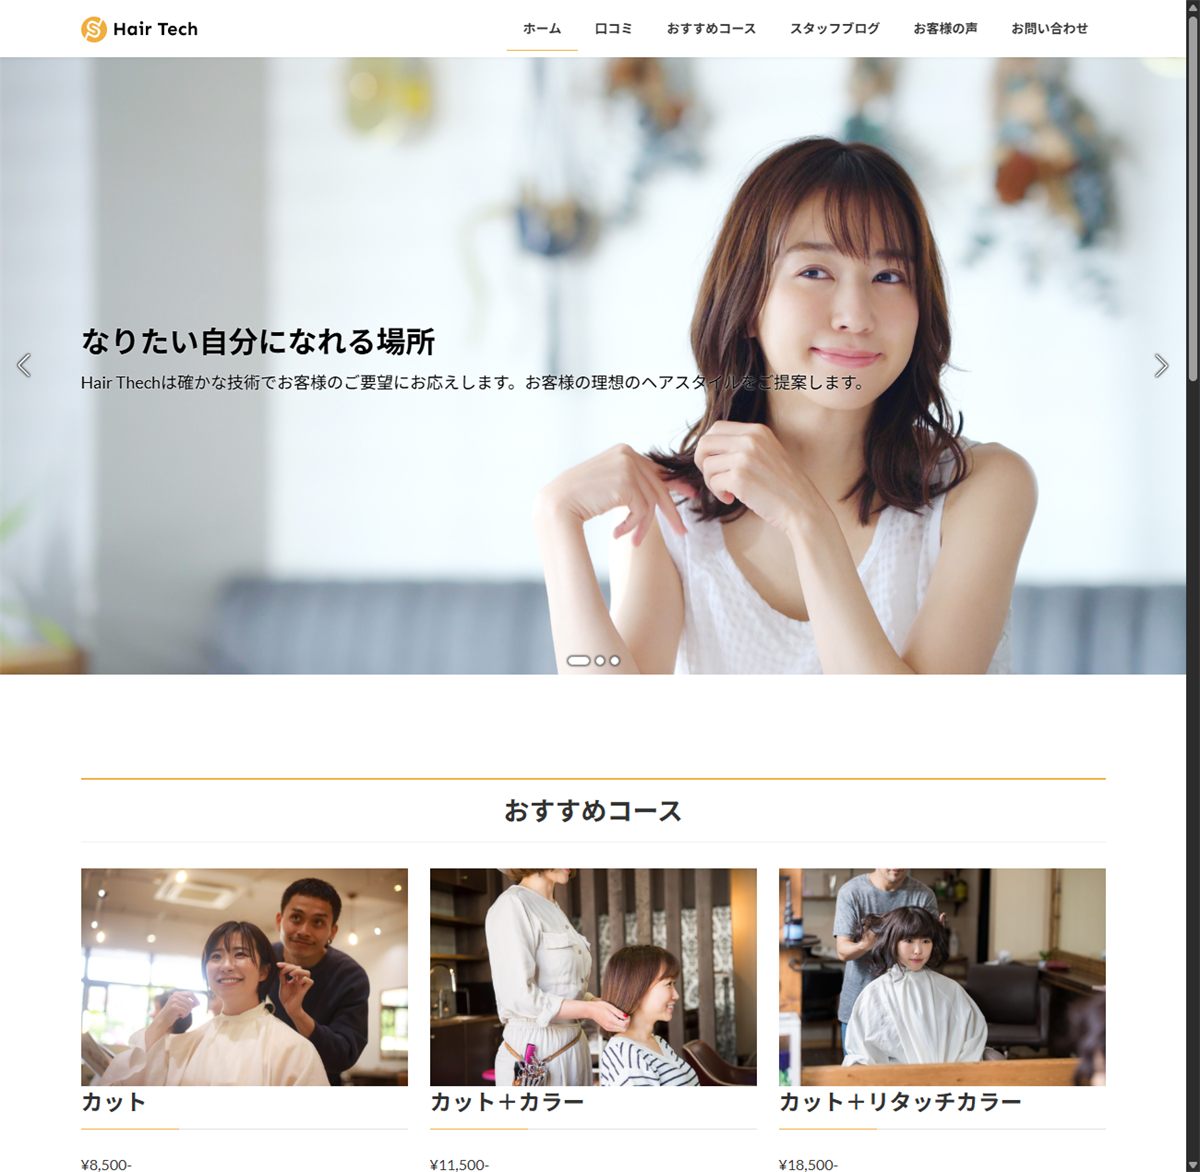 Hair Tech
ホーム 口コミ おすすめコース スタッフブログ お客様の声 お問い合わせ
なりたい自分になれる場所
Hair Thechは確かな技術でお客様のご要望にお応えします。お客様の理想のヘアスタイルをご提案します。
おすすめコース
カット カット＋カラー カット＋リタッチカラー
¥8,500- ¥11,500- ¥18,500-